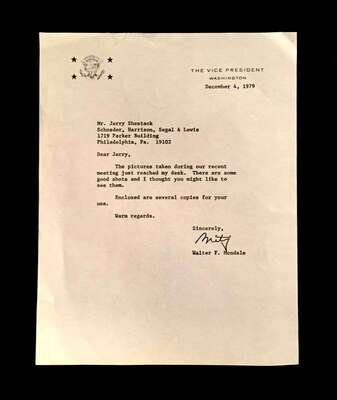 THE VICE PRESIDENT
WASHINGTON
December 4, 1979
Mr. Jerry Shestack
Schnader, Harrison, Segal & Lewis
1719 Packer Building
Philadelphia, Pa. 19102
Dear Jerry,
The pictures taken during our recent
meeting just reached my desk. There are some
good shots and I thought you might like to
see them.
Enclosed are several copies for your
use.
Warm regards.
Sincerely,
Walter F. Mondale